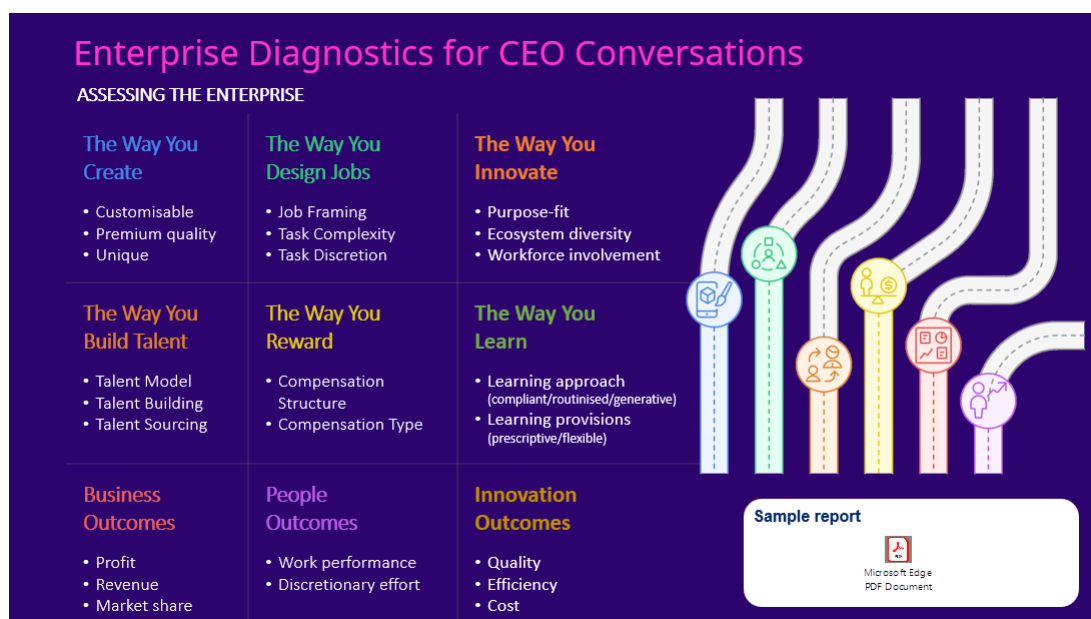 Enterprise Diagnostics for CEO Conversations
ASSESSING THE ENTERPRISE
The Way You
Create
• Customisable
• Premium quality
• Unique
The Way You
Design Jobs
• Job Framing
• Task Complexity
• Task Discretion
The Way You
Innovate
• Purpose-fit
• Ecosystem diversity
• Workforce involvement
The Way You
Build Talent
• Talent Model
• Talent Building
• Talent Sourcing
The Way You
Reward
• Compensation
Structure
• Compensation Type
The Way You
Learn
• Learning approach
(compliant/routinised/generative)
• Learning provisions
(prescriptive/flexible)
Business
Outcomes
• Profit
• Revenue
• Market share
People
Outcomes
• Work performance
• Discretionary effort
Innovation
Outcomes
• Quality
• Efficiency
• Cost
Sample report
PDF
Microsoft Edge
PDF Document